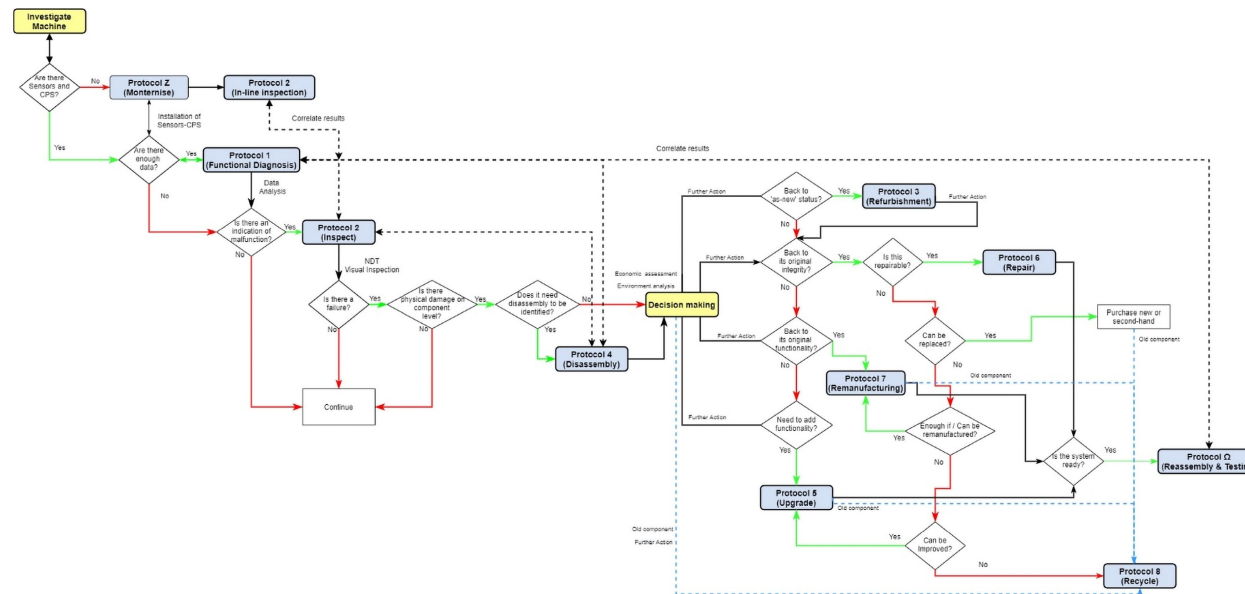 Investigate
Machine
Are there
Sensors and
CPS?
No
Protocol Z
(Monternise)
Protocol 2
(In-line inspection)
Installation of
Sensors-CPS
Correlate results
Yes
Are there
enough
data?
Yes
Protocol 1
(Functional Diagnosis)
Correlate results
No
Data
Analysis
Is there an
indication of
malfunction?
Yes
Protocol 2
(Inspect)
No
NDT
Visual Inspection
Is there a
failure?
Yes
Is there
physical damage on
component
level?
Yes
Does it need
disassembly to be
identified?
No
Yes
No
No
Protocol 4
(Disassembly)
Continue
Economic assessment
Environment analysis
Decision making
Further Action
Back to
'as-new' status?
Yes
Protocol 3
(Refurbishment)
No
Further Action
Back to
its original
integrity?
Yes
Is this
repairable?
Yes
Protocol 6
(Repair)
No
No
Further Action
Back to
its original
functionality?
Yes
Can be
replaced?
Yes
Purchase new or
second-hand
Old component
No
No
Protocol 7
(Remanufacturing)
Old component
Further Action
Need to add
functionality?
Yes
Enough if / Can be
remanufactured?
Yes
No
Is the system
ready?
Yes
Protocol Ω
(Reassembly & Testin
Protocol 5
(Upgrade)
Old component
Old component
Further Action
Yes
Can be
Improved?
No
Protocol 8
(Recycle)